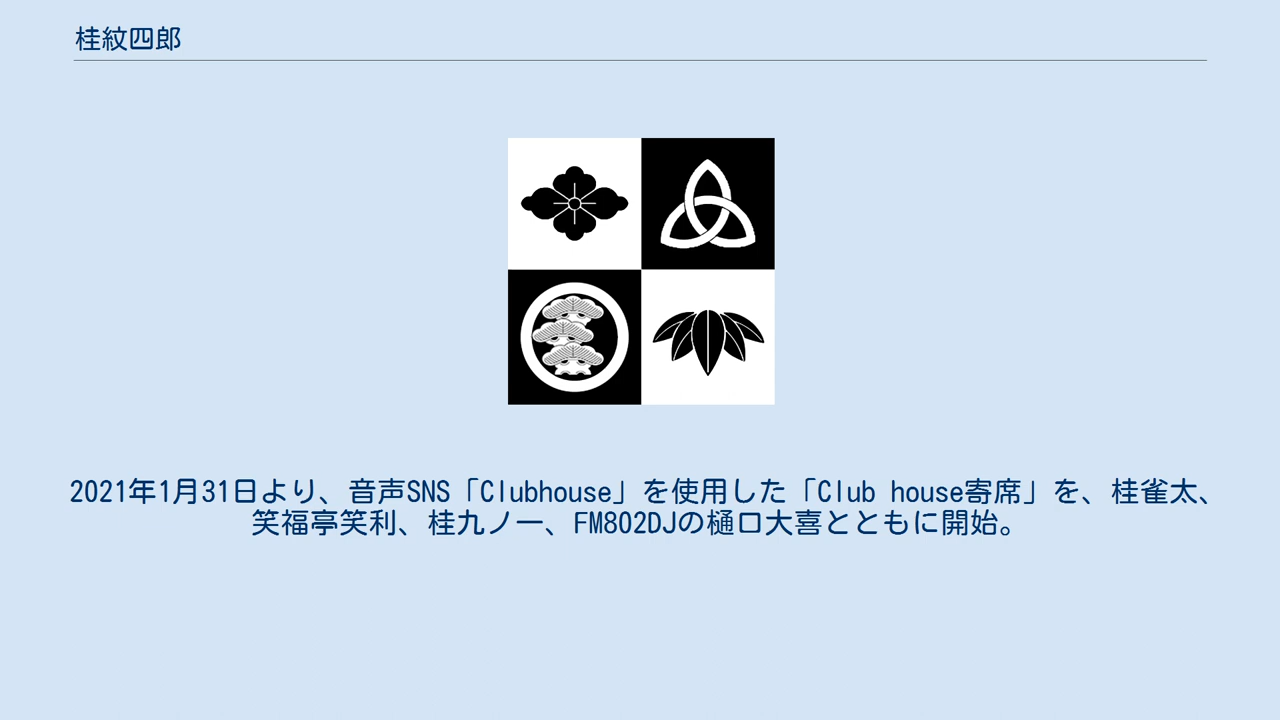 桂紋四郎
2021年1月31日より、音声SNS「Clubhouse」を使用した「Club house寄席」を、桂雀太、
笑福亭笑利、桂九ノ一、FM802DJの樋口大喜とともに開始。